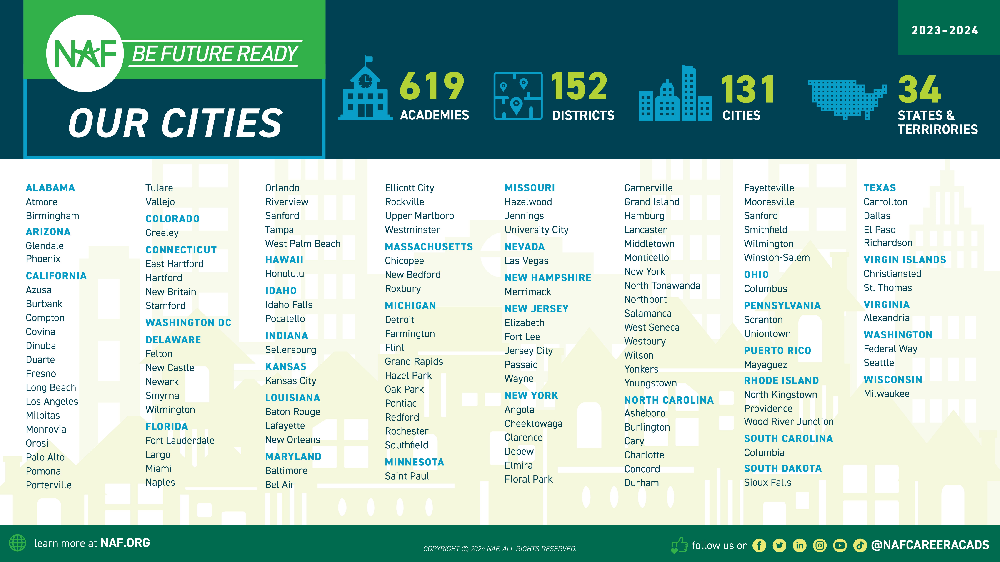 NAF
BE FUTURE READY
OUR CITIES
619
ACADEMIES
152
DISTRICTS
131
CITIES
34
STATES &
TERRIRORIES
2023-2024
ALABAMA
Atmore
Birmingham
ARIZONA
Glendale
Phoenix
CALIFORNIA
Azusa
Burbank
Compton
Covina
Dinuba
Duarte
Fresno
Long Beach
Los Angeles
Milpitas
Monrovia
Orosi
Palo Alto
Pomona
Porterville
Tulare
Vallejo
COLORADO
Greeley
CONNECTICUT
East Hartford
Hartford
New Britain
Stamford
WASHINGTON DC
DELAWARE
Felton
New Castle
Newark
Smyrna
Wilmington
FLORIDA
Fort Lauderdale
Largo
Miami
Naples
Orlando
Riverview
Sanford
Tampa
West Palm Beach
HAWAII
Honolulu
IDAHO
Idaho Falls
Pocatello
INDIANA
Sellersburg
KANSAS
Kansas City
LOUISIANA
Baton Rouge
Lafayette
New Orleans
MARYLAND
Baltimore
Bel Air
Ellicott City
Rockville
Upper Marlboro
Westminster
MASSACHUSETTS
Chicopee
New Bedford
Roxbury
MICHIGAN
Detroit
Farmington
Flint
Grand Rapids
Hazel Park
Oak Park
Pontiac
Redford
Rochester
Southfield
MINNESOTA
Saint Paul
MISSOURI
Hazelwood
Jennings
University City
NEVADA
Las Vegas
NEW HAMPSHIRE
Merrimack
NEW JERSEY
Elizabeth
Fort Lee
Jersey City
Passaic
Wayne
NEW YORK
Angola
Cheektowaga
Clarence
Depew
Elmira
Floral Park
Garnerville
Grand Island
Hamburg
Lancaster
Middletown
Monticello
New York
North Tonawanda
Northport
Salamanca
West Seneca
Westbury
Wilson
Yonkers
Youngstown
NORTH CAROLINA
Asheboro
Burlington
Cary
Charlotte
Concord
Durham
Fayetteville
Mooresville
Sanford
Smithfield
Wilmington
Winston-Salem
OHIO
Columbus
PENNSYLVANIA
Scranton
Uniontown
PUERTO RICO
Mayaguez
RHODE ISLAND
North Kingstown
Providence
Wood River Junction
SOUTH CAROLINA
Columbia
SOUTH DAKOTA
Sioux Falls
TEXAS
Carrollton
Dallas
El Paso
Richardson
VIRGIN ISLANDS
Christiansted
St. Thomas
VIRGINIA
Alexandria
WASHINGTON
Federal Way
Seattle
WISCONSIN
Milwaukee
learn more at NAF.ORG
COPYRIGHT © 2024 NAF. ALL RIGHTS RESERVED.
follow us on @NAFCAREERACADS